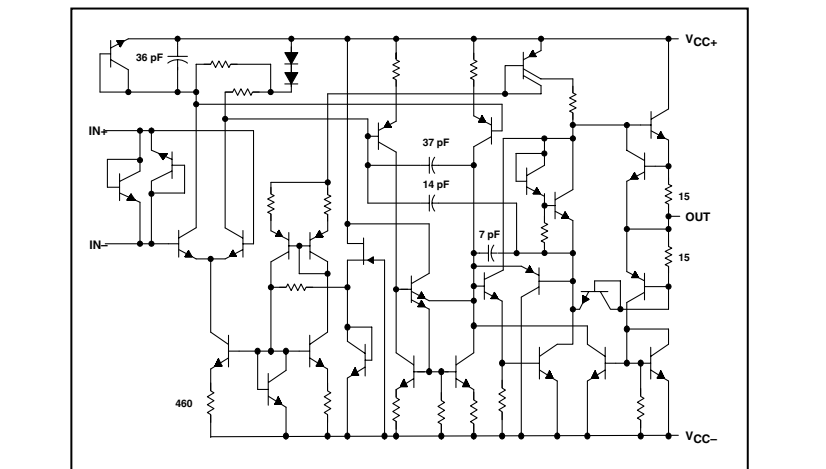 VCC+
36 pF
IN+
37 pF
14 pF
15
OUT
IN–
7 pF
15
460
VCC–